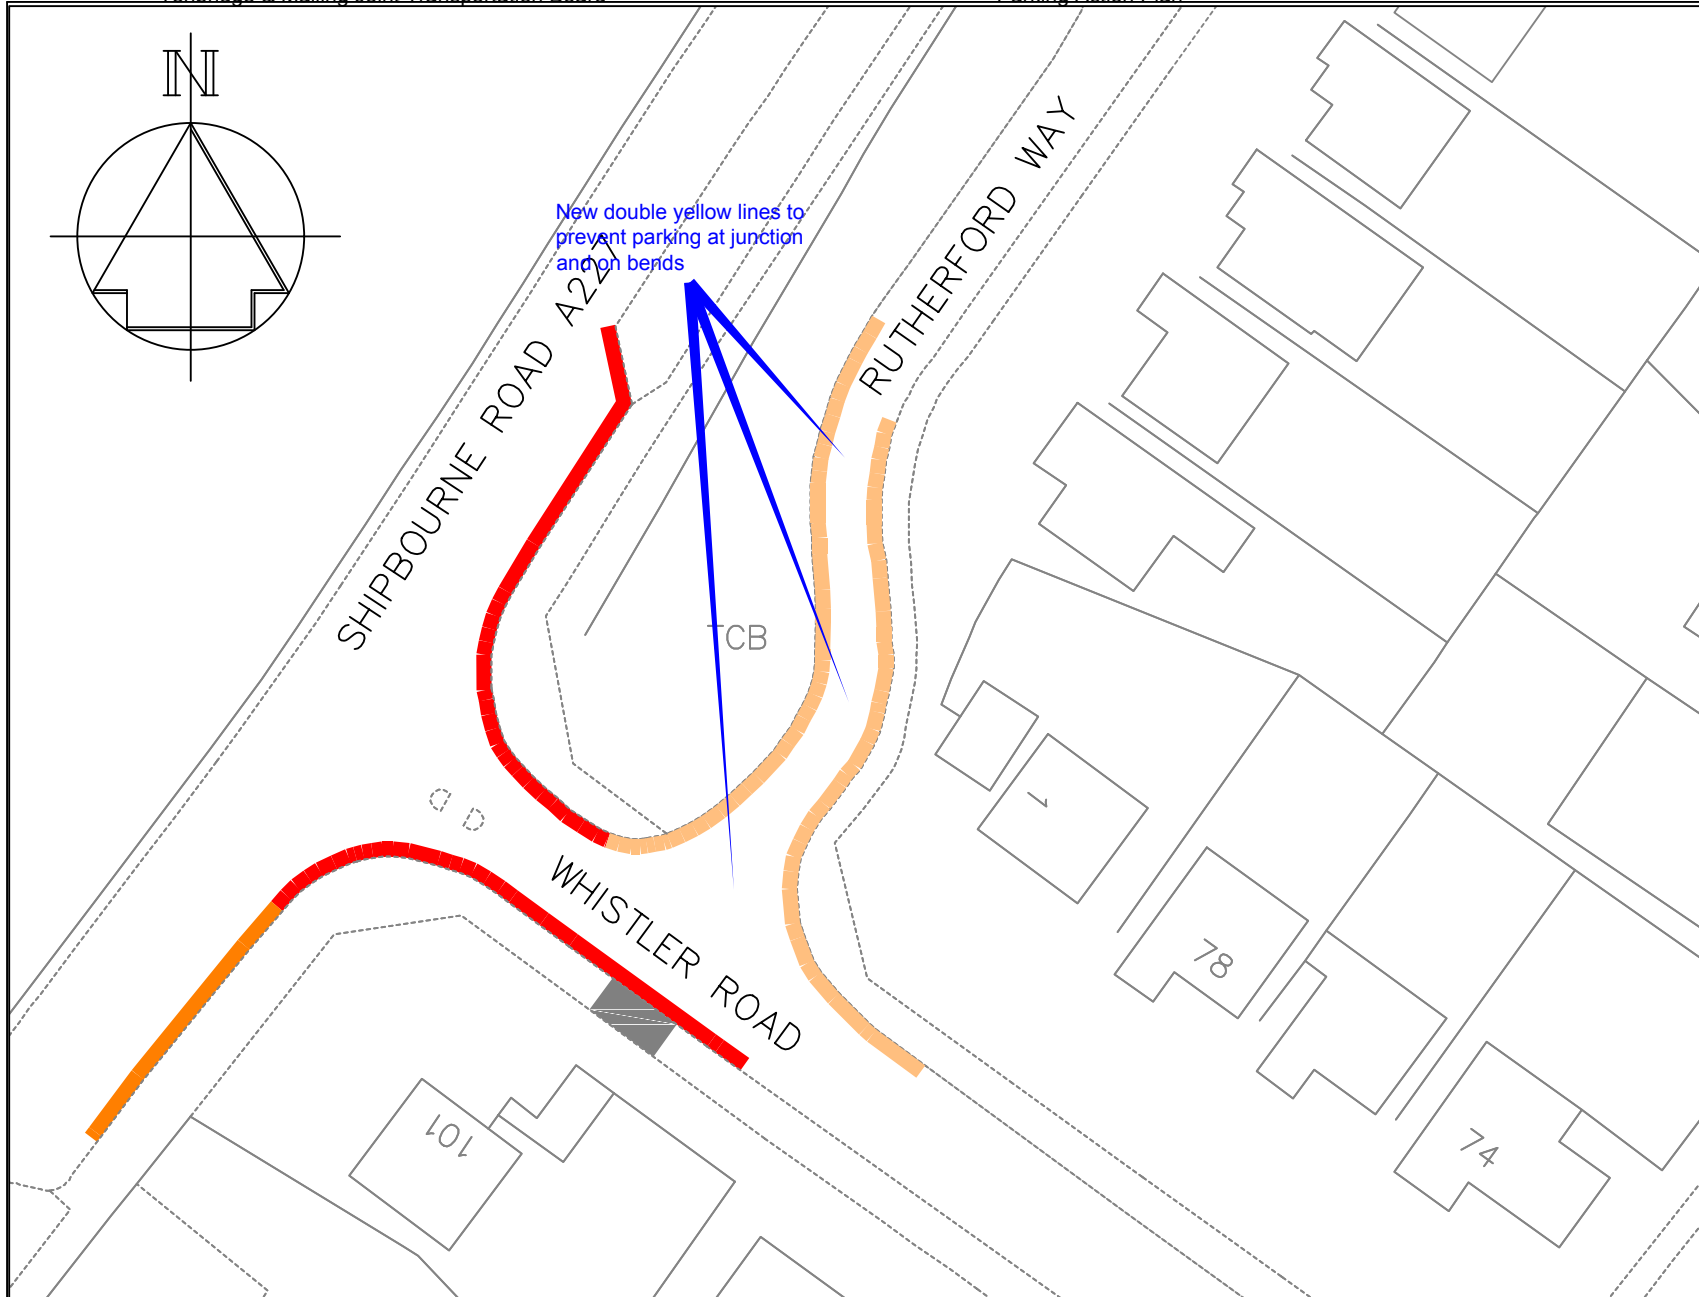 N
New double yellow lines to
prevent parking at junction
and on bends
SHIPBOURNE ROAD A227
RUTHERFORD WAY
TCB
WHISTLER ROAD
1
78
74
101